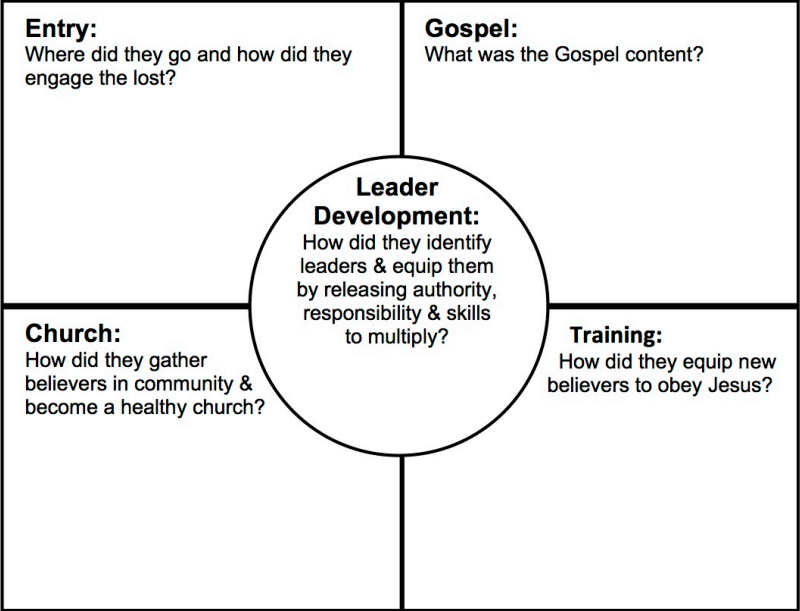 Entry:
Where did they go and how did they
engage the lost?
Gospel:
What was the Gospel content?
Leader
Development:
How did they identify
leaders & equip them
by releasing authority,
responsibility & skills
to multiply?
Church:
How did they gather
believers in community &
become a healthy church?
Training:
How did they equip new
believers to obey Jesus?